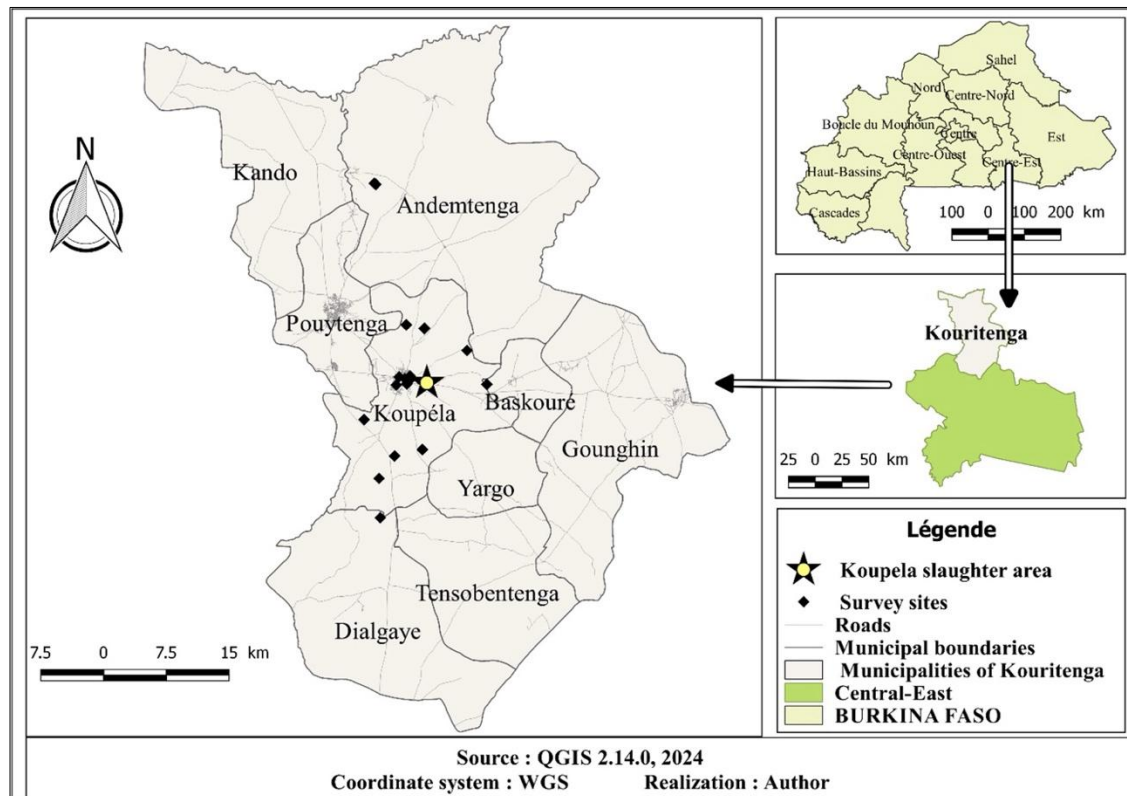 N
Kando
Andemtenga
Pouytenga
Koupéla
Baskouré
Gounghin
Yargo
Tensobentenga
Dialgaye
7.5 0 7.5 15 km
Sahel
Nord
Centre-Nord
Boucle du Mouhoun
Centre
Est
Centre-Ouest
Centre-Est
Haut-Bassins
Cascades
100 0 100 200 km
Kouritenga
25 0 25 50 km
Légende
Koupela slaughter area
Survey sites
Roads
Municipal boundaries
Municipalities of Kouritenga
Central-East
BURKINA FASO
Source : QGIS 2.14.0, 2024
Coordinate system : WGS Realization : Author